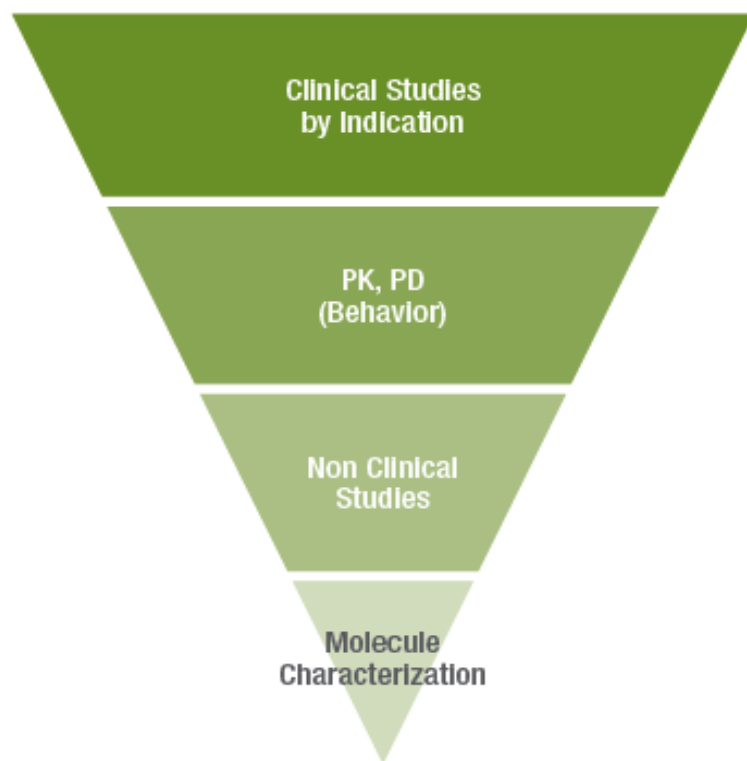 Clinical Studies
by Indication
PK, PD
(Behavior)
Non Clinical
Studies
Molecule
Characterization